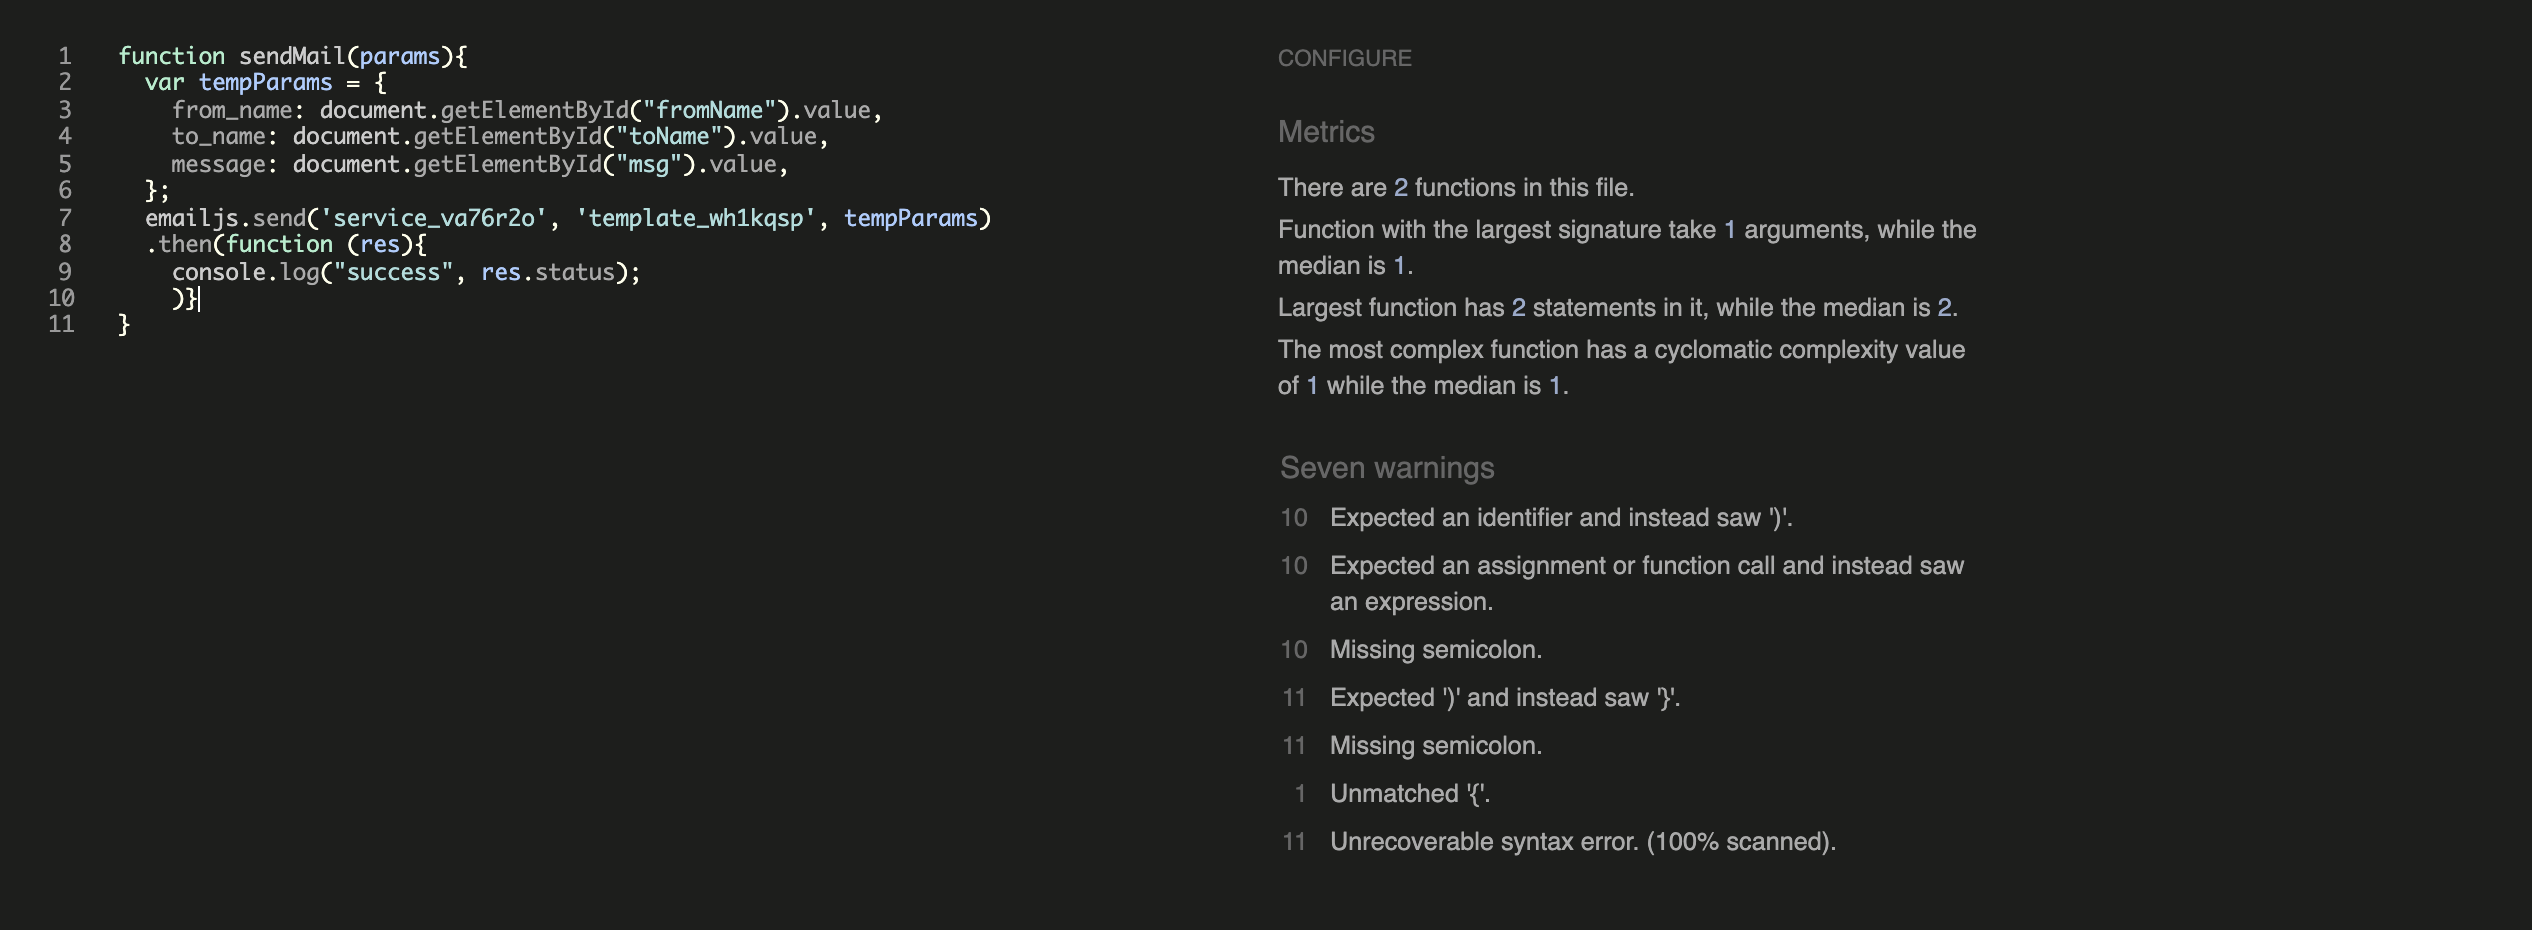 1 function sendMail(params){
2 var tempParams = {
3 from_name: document.getElementById("fromName").value,
4 to_name: document.getElementById("toName").value,
5 message: document.getElementById("msg").value,
6 };
7 emailjs.send('service_va76r2o', 'template_wh1kqsp', tempParams)
8 .then(function (res){
9 console.log("success", res.status);
10 )}
11 }
CONFIGURE
Metrics
There are 2 functions in this file.
Function with the largest signature take 1 arguments, while the
median is 1.
Largest function has 2 statements in it, while the median is 2.
The most complex function has a cyclomatic complexity value
of 1 while the median is 1.
Seven warnings
10 Expected an identifier and instead saw ')'.
10 Expected an assignment or function call and instead saw
an expression.
10 Missing semicolon.
11 Expected ')' and instead saw '}'.
11 Missing semicolon.
1 Unmatched '{'.
11 Unrecoverable syntax error. (100% scanned).